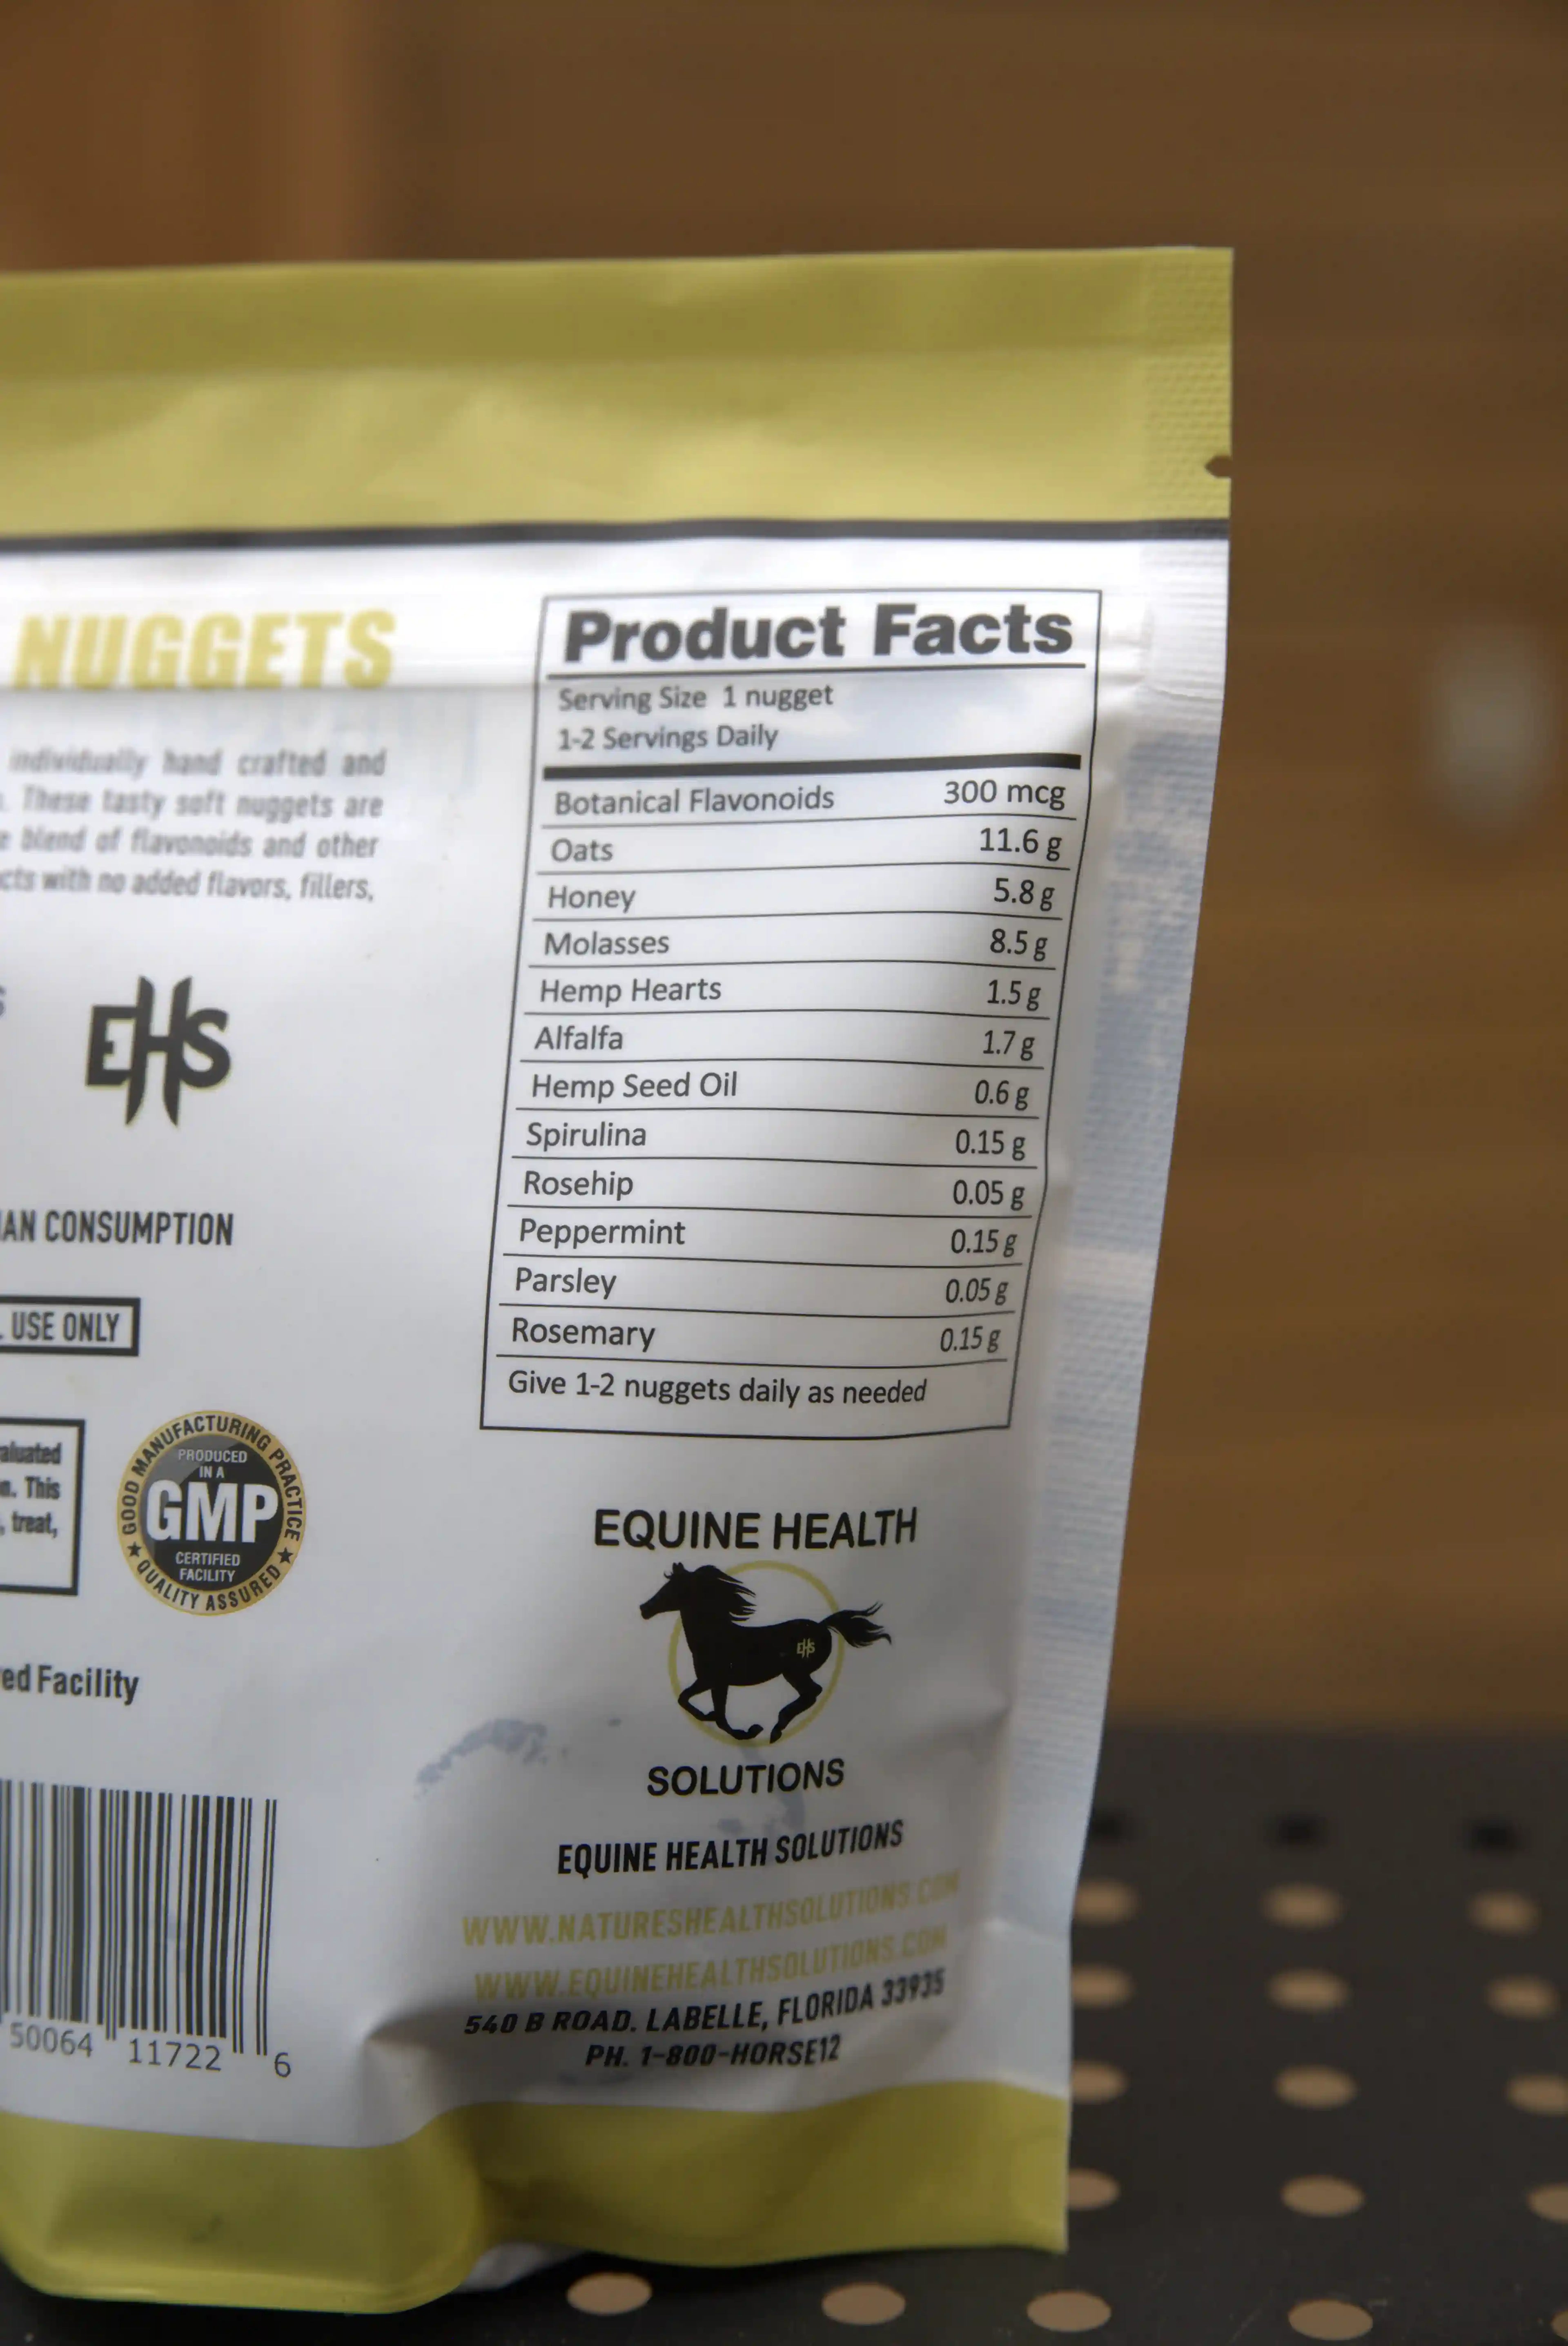 NUGGETS
individually hand crafted and
. These tasty soft nuggets are
e blend of flavonoids and other
cts with no added flavors, fillers,
S
EHS
IAN CONSUMPTION
. USE ONLY
aluated
n. This
, treat,
GOOD MANUFACTURING PRACTICE
PRODUCED
IN A
GMP
CERTIFIED
FACILITY
QUALITY ASSURED
ed Facility
50064 11722 6
Product Facts
Serving Size 1 nugget
1-2 Servings Daily
Botanical Flavonoids 300 mcg
Oats 11.6 g
Honey 5.8 g
Molasses 8.5 g
Hemp Hearts 1.5 g
Alfalfa 1.7 g
Hemp Seed Oil 0.6 g
Spirulina 0.15 g
Rosehip 0.05 g
Peppermint 0.15 g
Parsley 0.05 g
Rosemary 0.15 g
Give 1-2 nuggets daily as needed
EQUINE HEALTH
EHS
SOLUTIONS
EQUINE HEALTH SOLUTIONS
WWW.NATURESHEALTHSOLUTIONS.COM
WWW.EQUINEHEALTHSOLUTIONS.COM
540 B ROAD. LABELLE, FLORIDA 33935
PH. 1-800-HORSE12